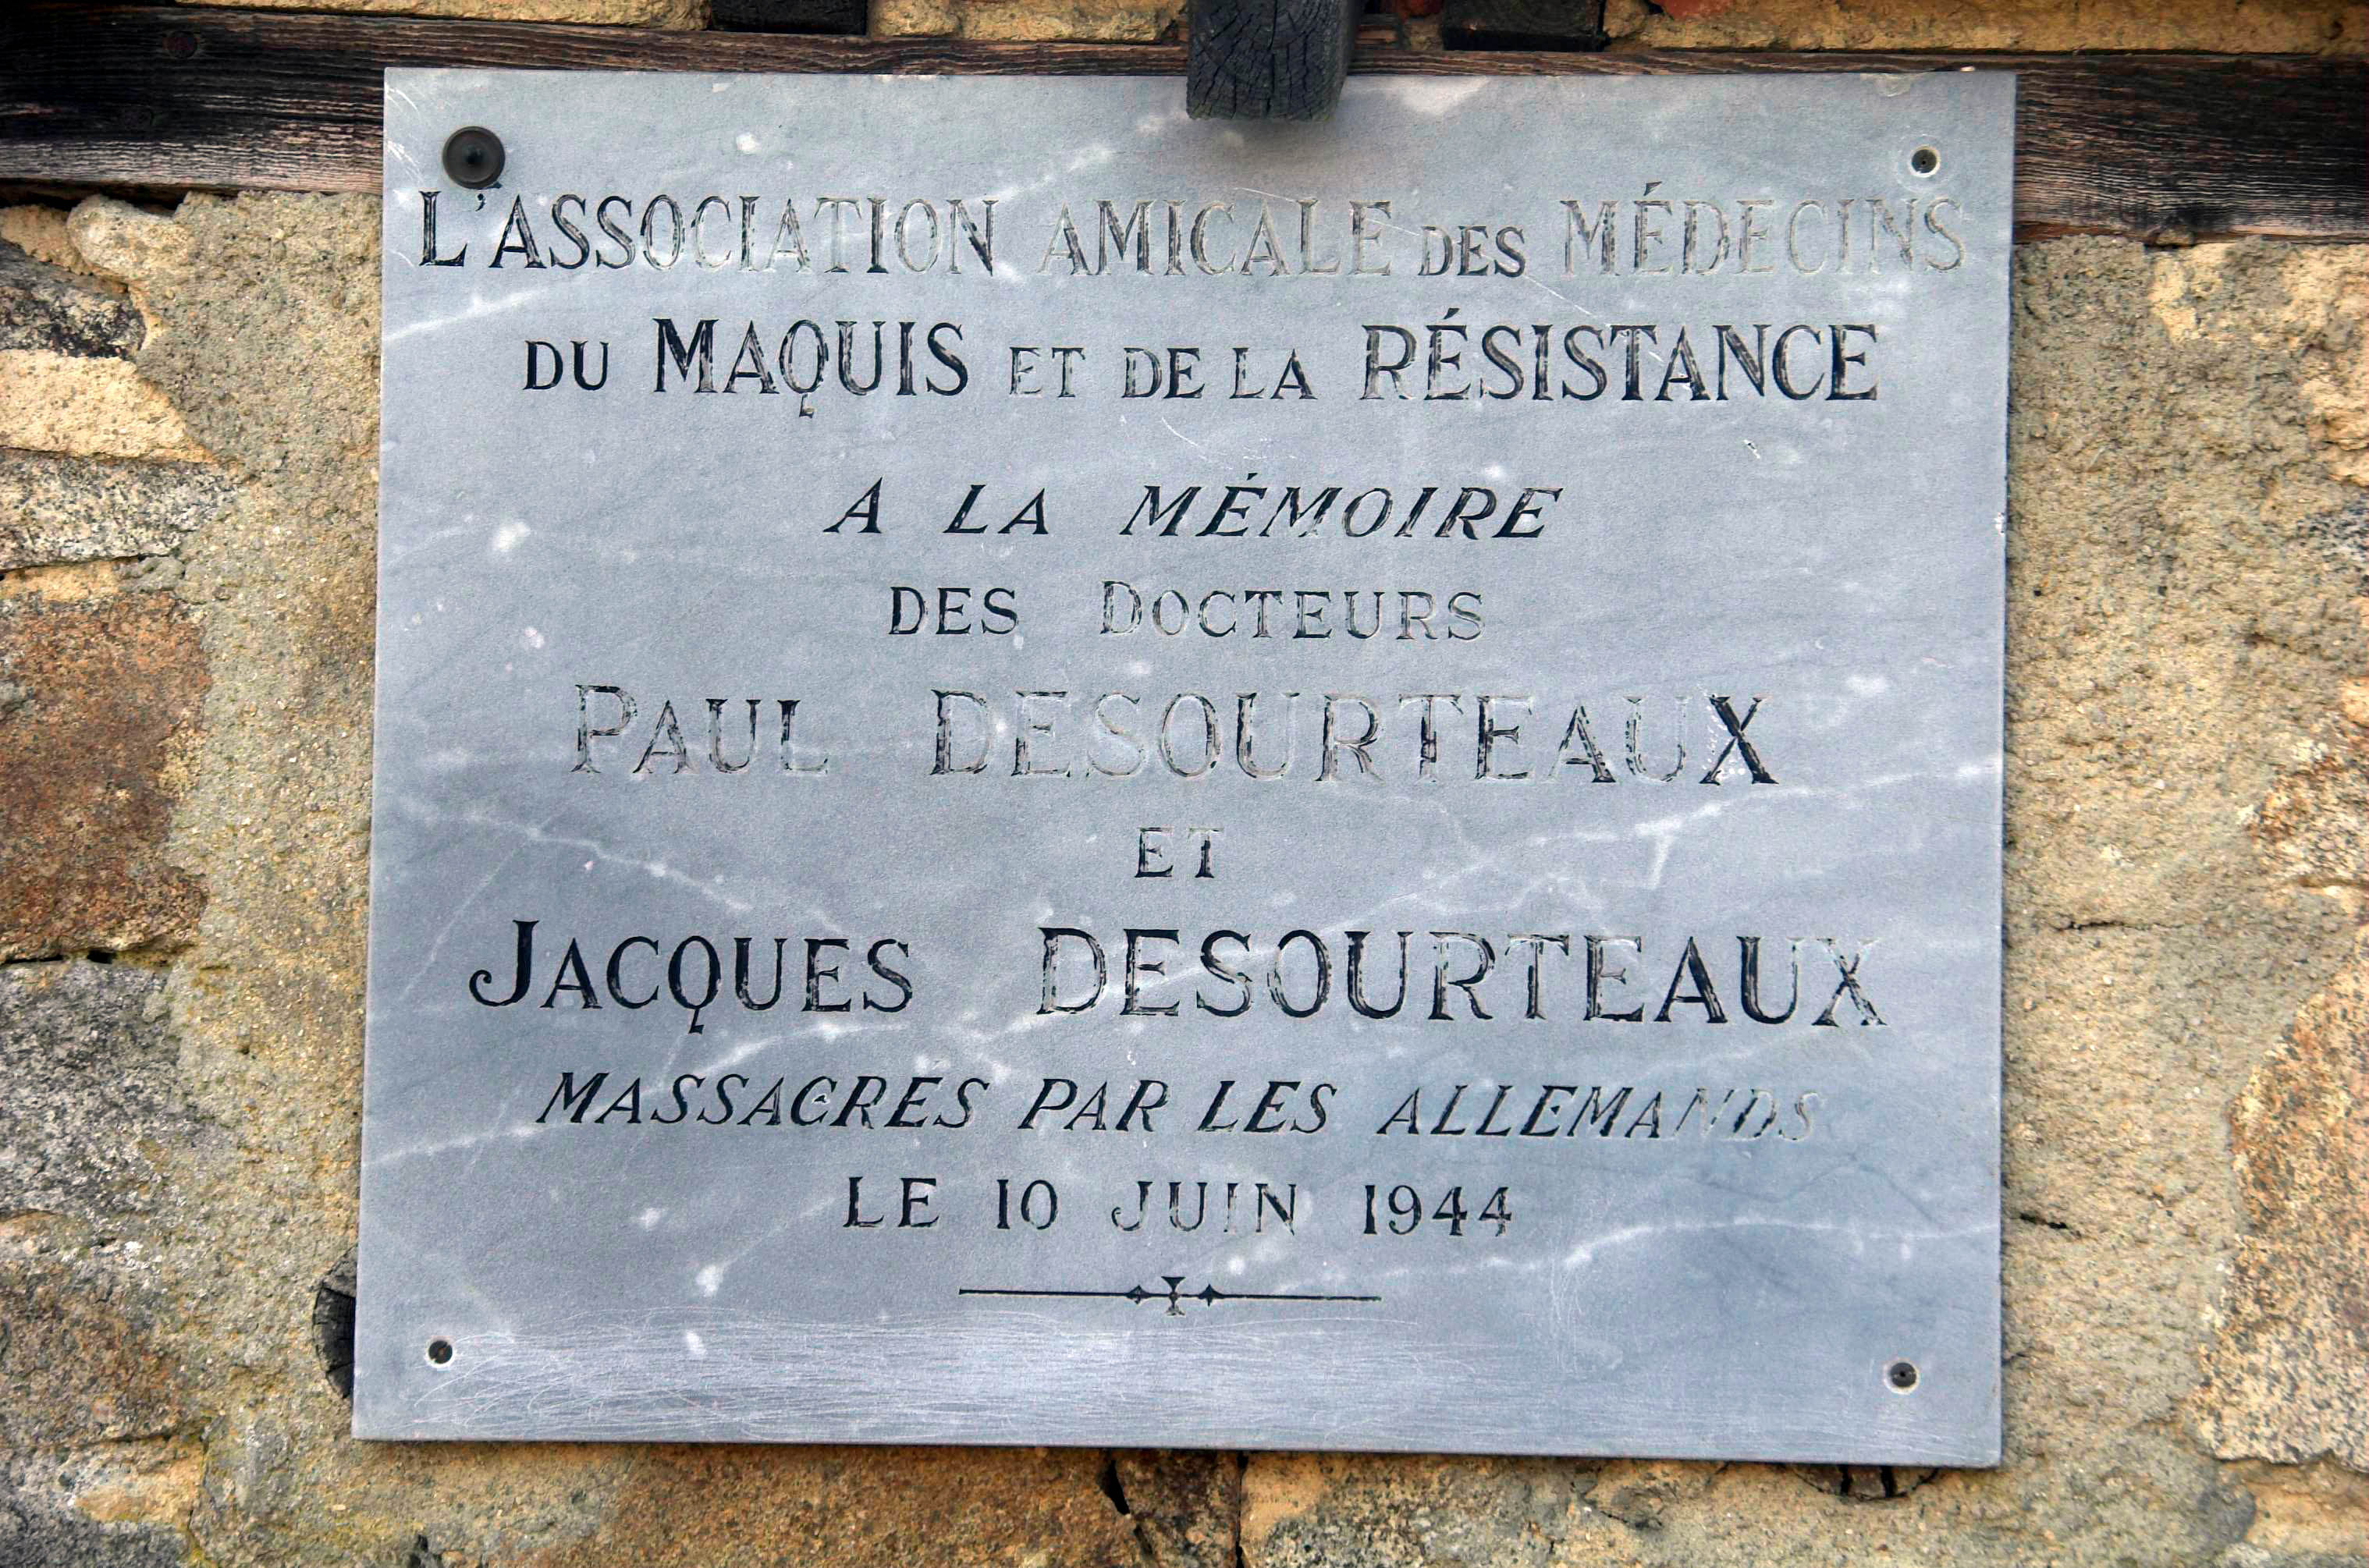 L'ASSOCIATION AMICALE DES MÉDECINS
DU MAQUIS ET DE LA RÉSISTANCE
A LA MÉMOIRE
DES DOCTEURS
PAUL DESOURTEAUX
ET
JACQUES DESOURTEAUX
MASSACRÉS PAR LES ALLEMANDS
LE 10 JUIN 1944